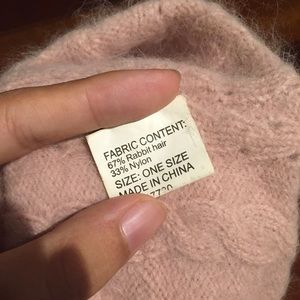 FABRIC CONTENT:
67% Rabbit hair
33% Nylon
SIZE: ONE SIZE
MADE IN CHINA